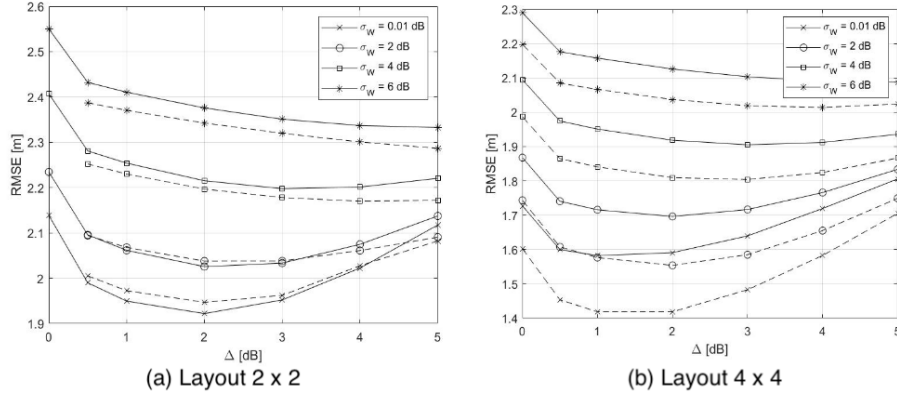 2.6
2.5
2.4
2.3
2.2
2.1
2
1.9
RMSE [m]
0 1 2 3 4 5
Δ [dB]
σW = 0.01 dB
σW = 2 dB
σW = 4 dB
σW = 6 dB
(a) Layout 2 x 2
2.3
2.2
2.1
2
1.9
1.8
1.7
1.6
1.5
1.4
RMSE [m]
0 1 2 3 4 5
Δ [dB]
σW = 0.01 dB
σW = 2 dB
σW = 4 dB
σW = 6 dB
(b) Layout 4 x 4